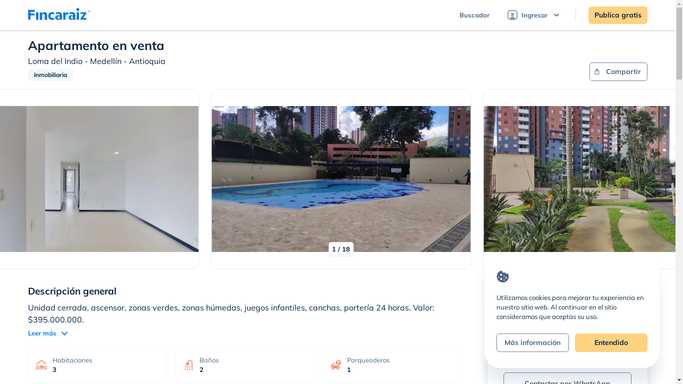 Fincaraiz
Buscador
Ingresar
Publica gratis
Apartamento en venta
Loma del Indio - Medellín - Antioquia
Inmobiliaria
Compartir
1 / 18
Descripción general
Unidad cerrada, ascensor, zonas verdes, zonas húmedas, juegos infantiles, canchas, portería 24 horas. Valor:
$395.000.000.
Leer más
Habitaciones
3
Baños
2
Parqueaderos
1
Utilizamos cookies para mejorar tu experiencia en
nuestro sitio web. Al continuar en el sitio
consideramos que aceptas su uso.
Más información
Entendido
Contactar por WhatsApp